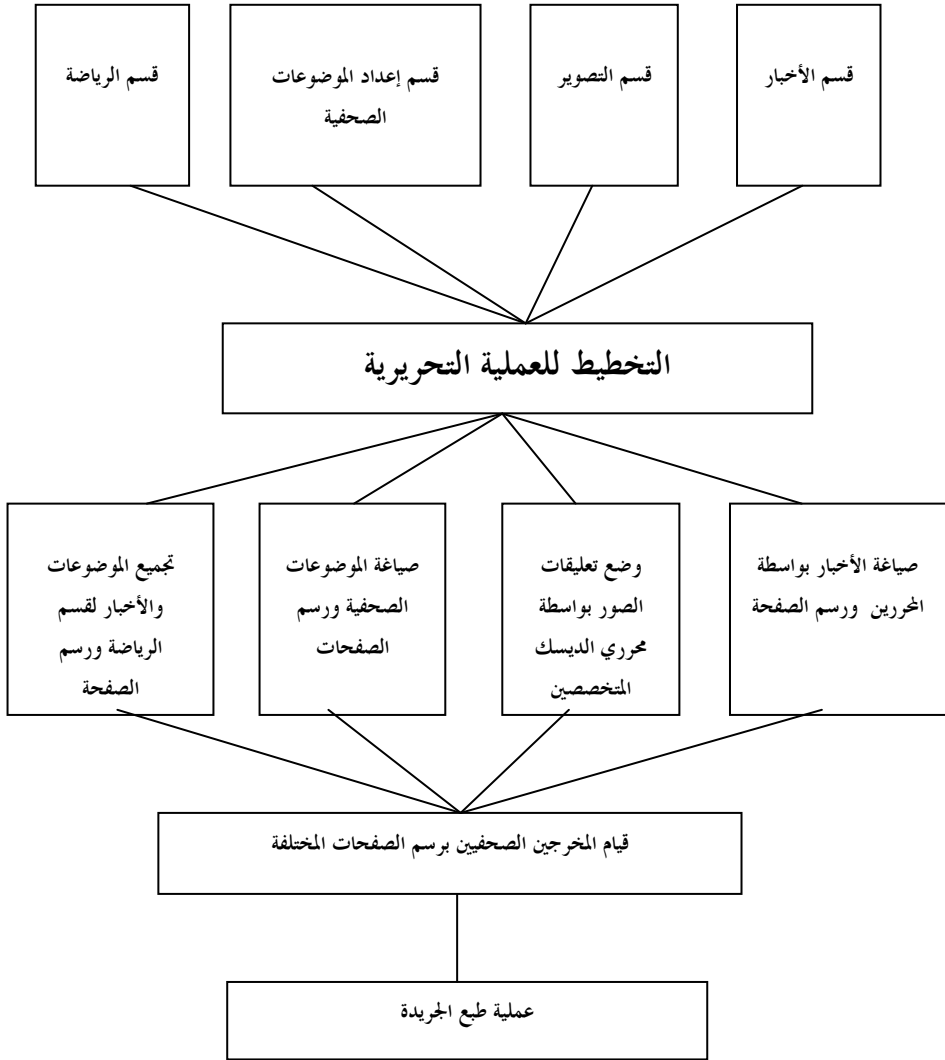 قسم الأخبار
قسم التصوير
قسم إعداد الموضوعات
الصحفية
قسم الرياضة
التخطيط للعملية التحريرية
صياغة الأخبار بواسطة
المحررين ورسم الصفحة
وضع تعليقات
الصور بواسطة
محرري الديسك
المتخصصين
صياغة الموضوعات
الصحفية ورسم
الصفحات
تجميع الموضوعات
والأخبار لقسم
الرياضة ورسم
الصفحة
قيام المخرجين الصحفيين برسم الصفحات المختلفة
عملية طبع الجريدة